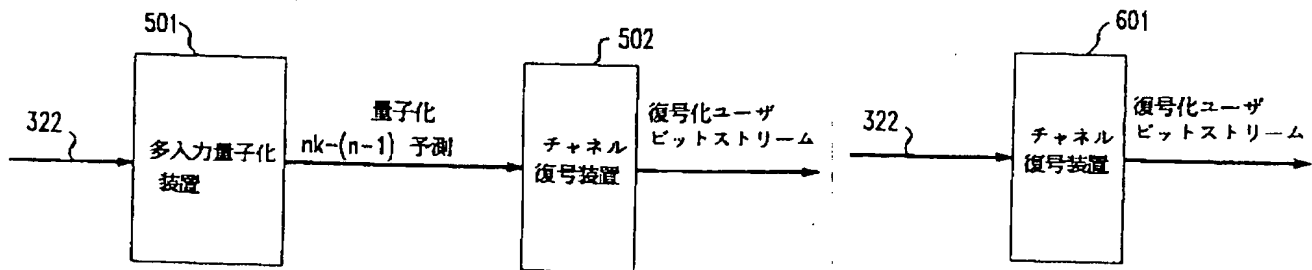 501
322
多入力量子化
装置
量子化
nk-(n-1) 予測
502
チャネル
復号装置
復号化ユーザ
ビットストリーム
601
322
チャネル
復号装置
復号化ユーザ
ビットストリーム